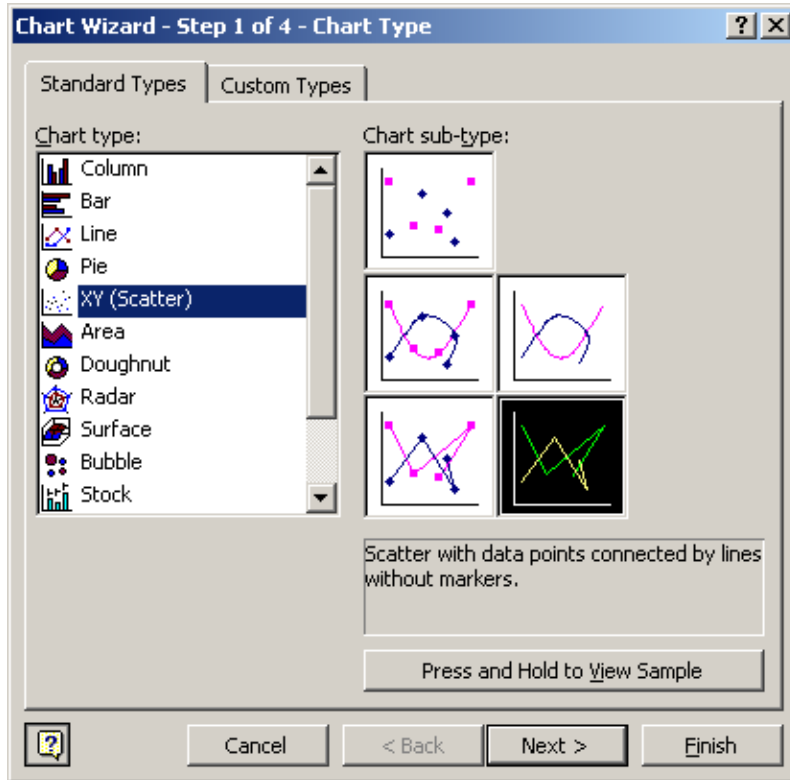 Chart Wizard - Step 1 of 4 - Chart Type
Standard Types
Custom Types
Chart type:
Column
Bar
Line
Pie
XY (Scatter)
Area
Doughnut
Radar
Surface
Bubble
Stock
Chart sub-type:
Scatter with data points connected by lines
without markers.
Press and Hold to View Sample
Cancel
< Back
Next >
Finish